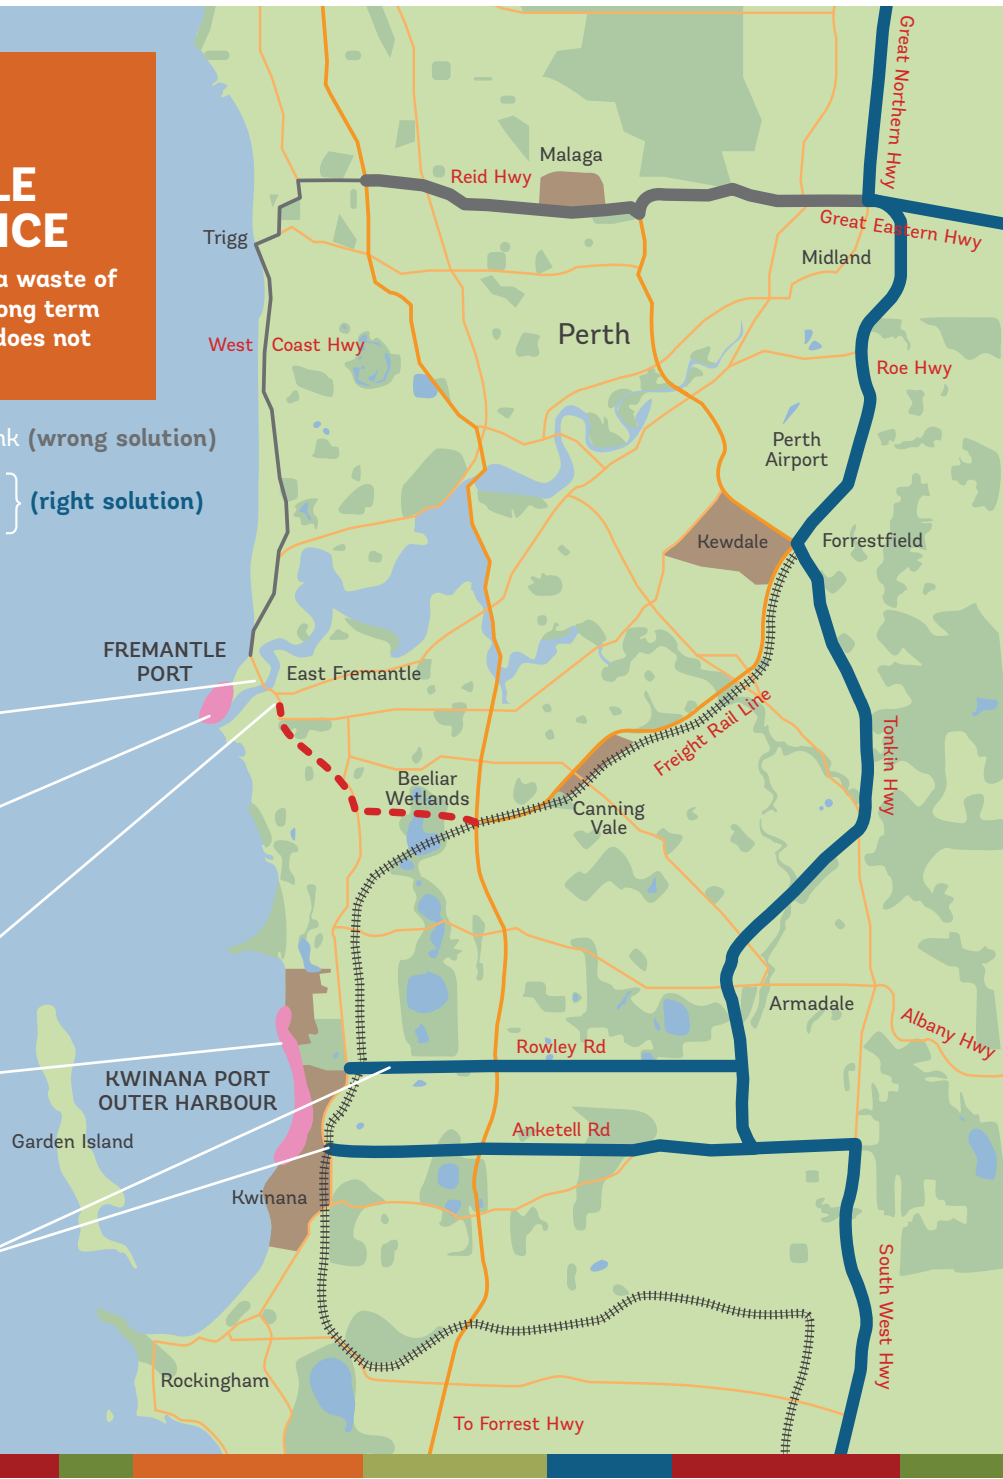 LE
ICE
a waste of
ong term
does not
nk (wrong solution)
(right solution)
Great Northern Hwy
Malaga
Reid Hwy
Great Eastern Hwy
Trigg
Midland
Perth
West Coast Hwy
Roe Hwy
Perth
Airport
Kewdale
Forrestfield
FREMANTLE
PORT
East Fremantle
Freight Rail Line
Tonkin Hwy
Beeliar
Wetlands
Canning
Vale
Armadale
Albany Hwy
Rowley Rd
KWINANA PORT
OUTER HARBOUR
Anketell Rd
Garden Island
Kwinana
South West Hwy
Rockingham
To Forrest Hwy